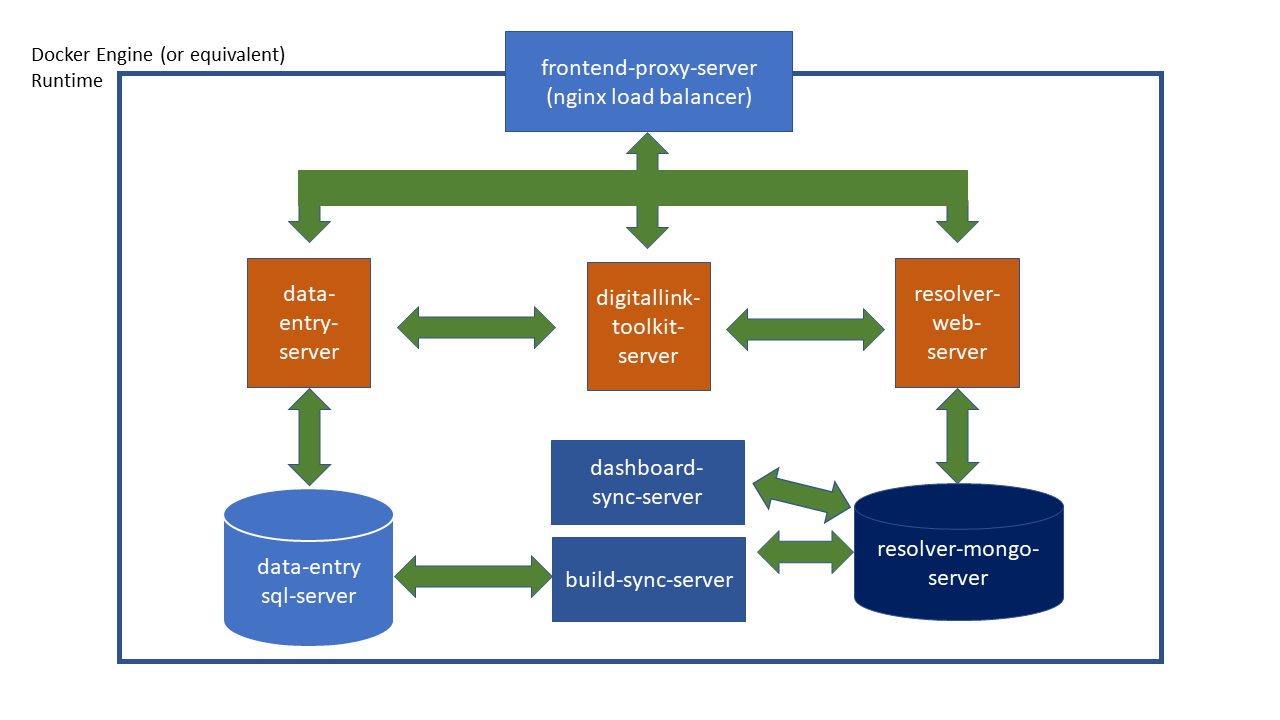 Docker Engine (or equivalent)
Runtime
frontend-proxy-server
(nginx load balancer)
data-
entry-
server
digitallink-
toolkit-
server
resolver-
web-
server
dashboard-
sync-server
data-entry
sql-server
build-sync-server
resolver-mongo-
server